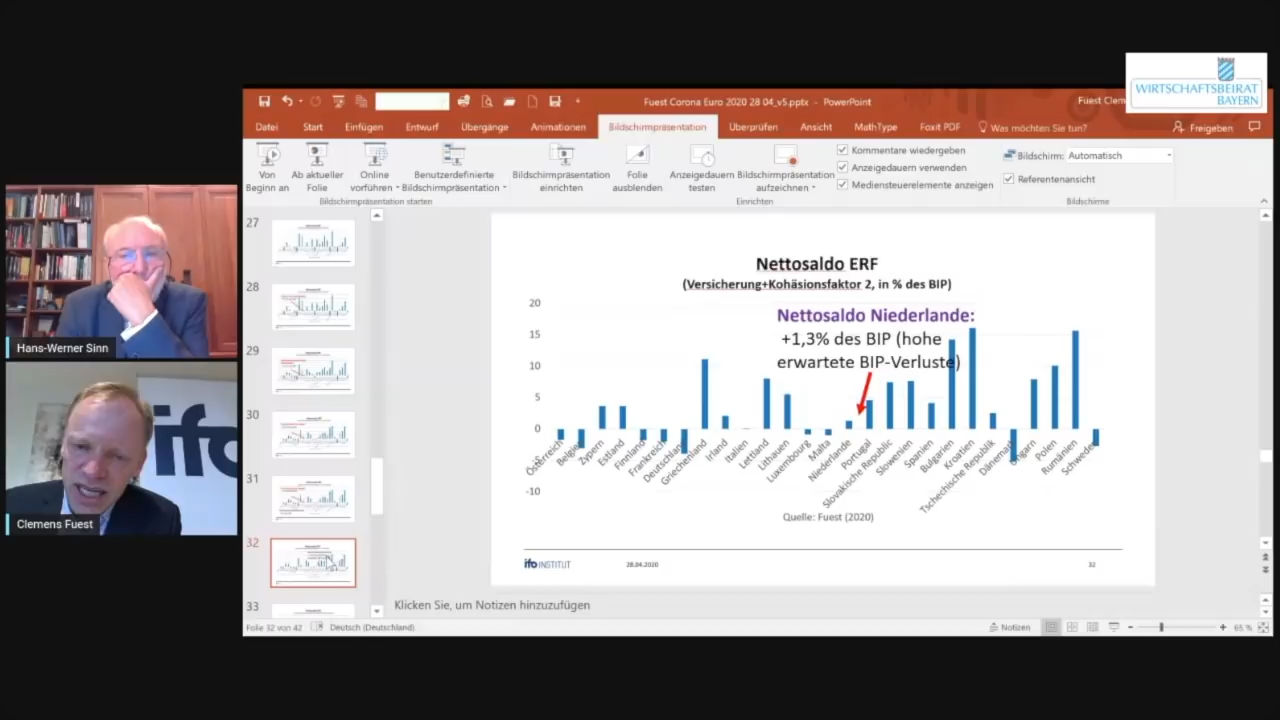 WIRTSCHAFTSBEIRAT
BAYERN
Fuest Corona Euro 2020 28 04_v5.pptx - PowerPoint
Fuest Clem
Datei Start Einfügen Entwurf Übergänge Animationen Bildschirmpräsentation Überprüfen Ansicht MathType Foxit PDF Was möchten Sie tun? Freigeben
Von Beginn an
Ab aktueller Folie
Online vorführen
Benutzerdefinierte Bildschirmpräsentation
Bildschirmpräsentation einrichten
Folie ausblenden
Anzeigedauern testen
Bildschirmpräsentation aufzeichnen
Kommentare wiedergeben
Anzeigedauern verwenden
Mediensteuerelemente anzeigen
Bildschirm: Automatisch
Referentenansicht
Bildschirmpräsentation starten
Einrichten
Bildschirme
27
28
29
30
31
32
33
Hans-Werner Sinn
ifo
Clemens Fuest
Nettosaldo ERF
(Versicherung+Kohäsionsfaktor 2, in % des BIP)
Nettosaldo Niederlande:
+1,3% des BIP (hohe
erwartete BIP-Verluste)
20
15
10
5
0
-5
-10
Österreich
Belgien
Zypern
Estland
Finnland
Frankreich
Deutschland
Griechenland
Irland
Italien
Lettland
Lithauen
Luxembourg
Malta
Niederlande
Portugal
Slovakische Republic
Slowenien
Spanien
Bulgarien
Kroatien
Tschechische Republik
Dänemark
Ungarn
Polen
Rumänien
Schweden
Quelle: Fuest (2020)
ifo INSTITUT
28.04.2020
32
Klicken Sie, um Notizen hinzuzufügen
Folie 32 von 42 Deutsch (Deutschland)
Notizen
65 %